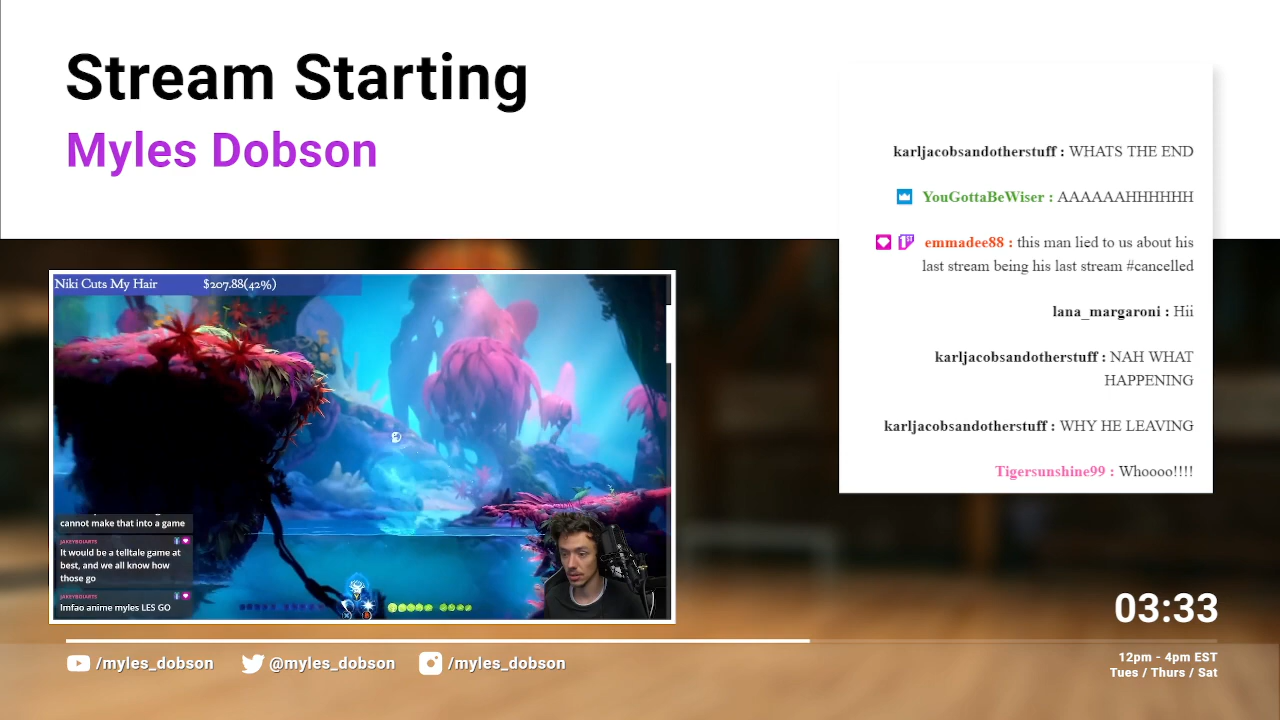 Stream Starting
Myles Dobson
karljacobsandotherstuff : WHATS THE END
YouGottaBeWiser : AAAAAAHHHHHH
emmadee88 : this man lied to us about his
last stream being his last stream #cancelled
lana_margaroni : Hii
karljacobsandotherstuff : NAH WHAT
HAPPENING
karljacobsandotherstuff : WHY HE LEAVING
Tigersunshine99 : Whoooo!!!!
Niki Cuts My Hair $207.88(42%)
cannot make that into a game
JAKEYBOIARTS
It would be a telltale game at
best, and we all know how
those go
JAKEYBOIARTS
lmfao anime myles LES GO
03:33
/myles_dobson @myles_dobson /myles_dobson
12pm - 4pm EST
Tues / Thurs / Sat